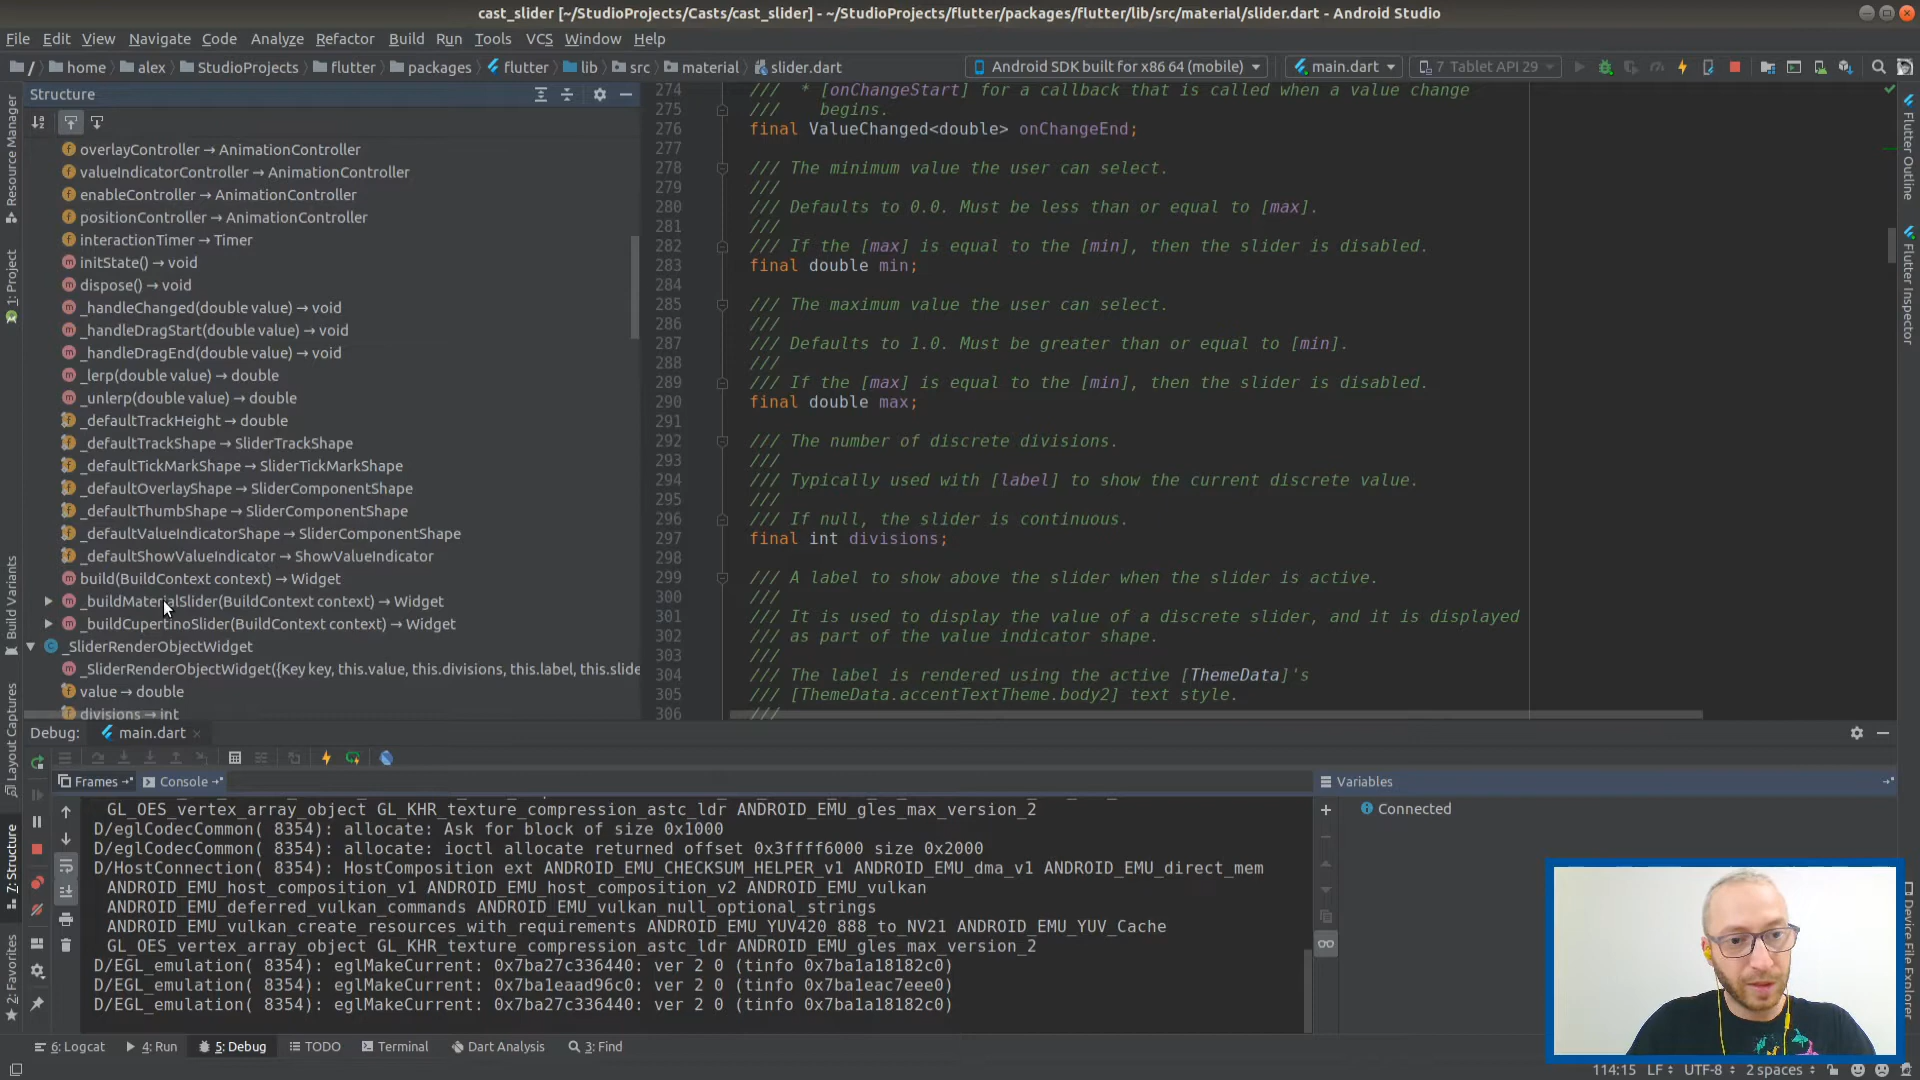 cast_slider [~/StudioProjects/Casts/cast_slider] - ~/StudioProjects/flutter/packages/flutter/lib/src/material/slider.dart - Android Studio
File Edit View Navigate Code Analyze Refactor Build Run Tools VCS Window Help
/ home alex StudioProjects flutter packages flutter lib src material slider.dart Android SDK built for x86 64 (mobile) main.dart 7 Tablet API 29
Structure
overlayController → AnimationController
valueIndicatorController → AnimationController
enableController → AnimationController
positionController → AnimationController
interactionTimer → Timer
initState() → void
dispose() → void
_handleChanged(double value) → void
_handleDragStart(double value) → void
_handleDragEnd(double value) → void
_lerp(double value) → double
_unlerp(double value) → double
_defaultTrackHeight → double
_defaultTrackShape → SliderTrackShape
_defaultTickMarkShape → SliderTickMarkShape
_defaultOverlayShape → SliderComponentShape
_defaultThumbShape → SliderComponentShape
_defaultValueIndicatorShape → SliderComponentShape
_defaultShowValueIndicator → ShowValueIndicator
build(BuildContext context) → Widget
_buildMaterialSlider(BuildContext context) → Widget
_buildCupertinoSlider(BuildContext context) → Widget
_SliderRenderObjectWidget
_SliderRenderObjectWidget({Key key, this.value, this.divisions, this.label, this.slide
value → double
divisions → int
274 /// * [onChangeStart] for a callback that is called when a value change
275 /// begins.
276 final ValueChanged<double> onChangeEnd;
277
278 /// The minimum value the user can select.
279 ///
280 /// Defaults to 0.0. Must be less than or equal to [max].
281 ///
282 /// If the [max] is equal to the [min], then the slider is disabled.
283 final double min;
284
285 /// The maximum value the user can select.
286 ///
287 /// Defaults to 1.0. Must be greater than or equal to [min].
288 ///
289 /// If the [max] is equal to the [min], then the slider is disabled.
290 final double max;
291
292 /// The number of discrete divisions.
293 ///
294 /// Typically used with [label] to show the current discrete value.
295 ///
296 /// If null, the slider is continuous.
297 final int divisions;
298
299 /// A label to show above the slider when the slider is active.
300 ///
301 /// It is used to display the value of a discrete slider, and it is displayed
302 /// as part of the value indicator shape.
303 ///
304 /// The label is rendered using the active [ThemeData]'s
305 /// [ThemeData.accentTextTheme.body2] text style.
306 ///
Resource Manager
1: Project
Build Variants
Layout Captures
7: Structure
2: Favorites
Flutter Outline
Flutter Inspector
Device File Explorer
Debug: main.dart
Frames Console
Variables
Connected
GL_OES_vertex_array_object GL_KHR_texture_compression_astc_ldr ANDROID_EMU_gles_max_version_2
D/eglCodecCommon( 8354): allocate: Ask for block of size 0x1000
D/eglCodecCommon( 8354): allocate: ioctl allocate returned offset 0x3ffff6000 size 0x2000
D/HostConnection( 8354): HostComposition ext ANDROID_EMU_CHECKSUM_HELPER_v1 ANDROID_EMU_dma_v1 ANDROID_EMU_direct_mem
ANDROID_EMU_host_composition_v1 ANDROID_EMU_host_composition_v2 ANDROID_EMU_vulkan
ANDROID_EMU_deferred_vulkan_commands ANDROID_EMU_vulkan_null_optional_strings
ANDROID_EMU_vulkan_create_resources_with_requirements ANDROID_EMU_YUV420_888_to_NV21 ANDROID_EMU_YUV_Cache
GL_OES_vertex_array_object GL_KHR_texture_compression_astc_ldr ANDROID_EMU_gles_max_version_2
D/EGL_emulation( 8354): eglMakeCurrent: 0x7ba27c336440: ver 2 0 (tinfo 0x7ba1a18182c0)
D/EGL_emulation( 8354): eglMakeCurrent: 0x7ba1eaad96c0: ver 2 0 (tinfo 0x7ba1eac7eee0)
D/EGL_emulation( 8354): eglMakeCurrent: 0x7ba27c336440: ver 2 0 (tinfo 0x7ba1a18182c0)
6: Logcat 4: Run 5: Debug TODO Terminal Dart Analysis 3: Find
114:15 LF UTF-8 2 spaces